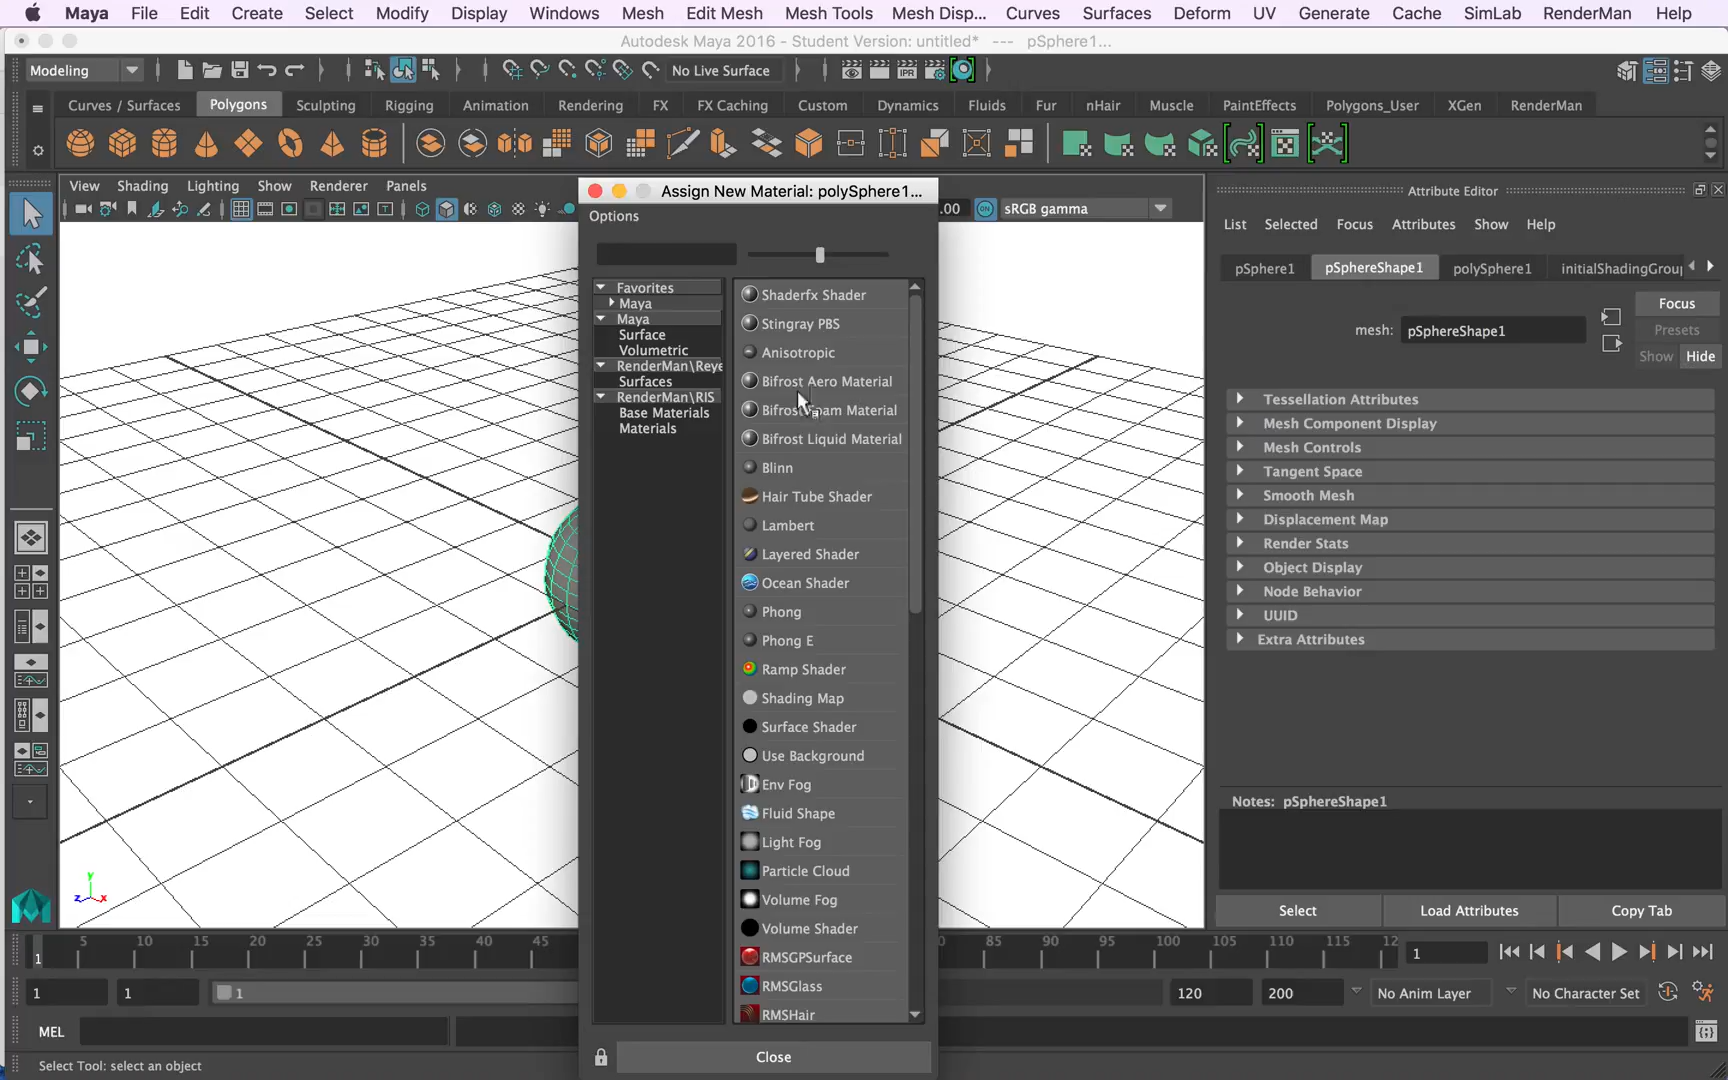 Maya File Edit Create Select Modify Display Windows Mesh Edit Mesh Mesh Tools Mesh Disp... Curves Surfaces Deform UV Generate Cache SimLab RenderMan Help
Autodesk Maya 2016 - Student Version: untitled* --- pSphere1...
Modeling No Live Surface
Curves / Surfaces Polygons Sculpting Rigging Animation Rendering FX FX Caching Custom Dynamics Fluids Fur nHair Muscle PaintEffects Polygons_User XGen RenderMan
View Shading Lighting Show Renderer Panels
.00 sRGB gamma
Assign New Material: polySphere1...
Options
Favorites
Maya
Maya
Surface
Volumetric
RenderMan\Reye
Surfaces
RenderMan\RIS
Base Materials
Materials
Shaderfx Shader
Stingray PBS
Anisotropic
Bifrost Aero Material
Bifrost Material
Bifrost Liquid Material
Blinn
Hair Tube Shader
Lambert
Layered Shader
Ocean Shader
Phong
Phong E
Ramp Shader
Shading Map
Surface Shader
Use Background
Env Fog
Fluid Shape
Light Fog
Particle Cloud
Volume Fog
Volume Shader
RMSGPSurface
RMSGlass
RMSHair
Close
Attribute Editor
List Selected Focus Attributes Show Help
pSphere1 pSphereShape1 polySphere1 initialShadingGrou
mesh: pSphereShape1
Focus
Presets
Show Hide
Tessellation Attributes
Mesh Component Display
Mesh Controls
Tangent Space
Smooth Mesh
Displacement Map
Render Stats
Object Display
Node Behavior
UUID
Extra Attributes
Notes: pSphereShape1
Select Load Attributes Copy Tab
y
z x
1 5 10 15 20 25 30 35 40 45 0 85 90 95 100 105 110 115 12 1
1 1 1 120 200 No Anim Layer No Character Set
MEL
Select Tool: select an object